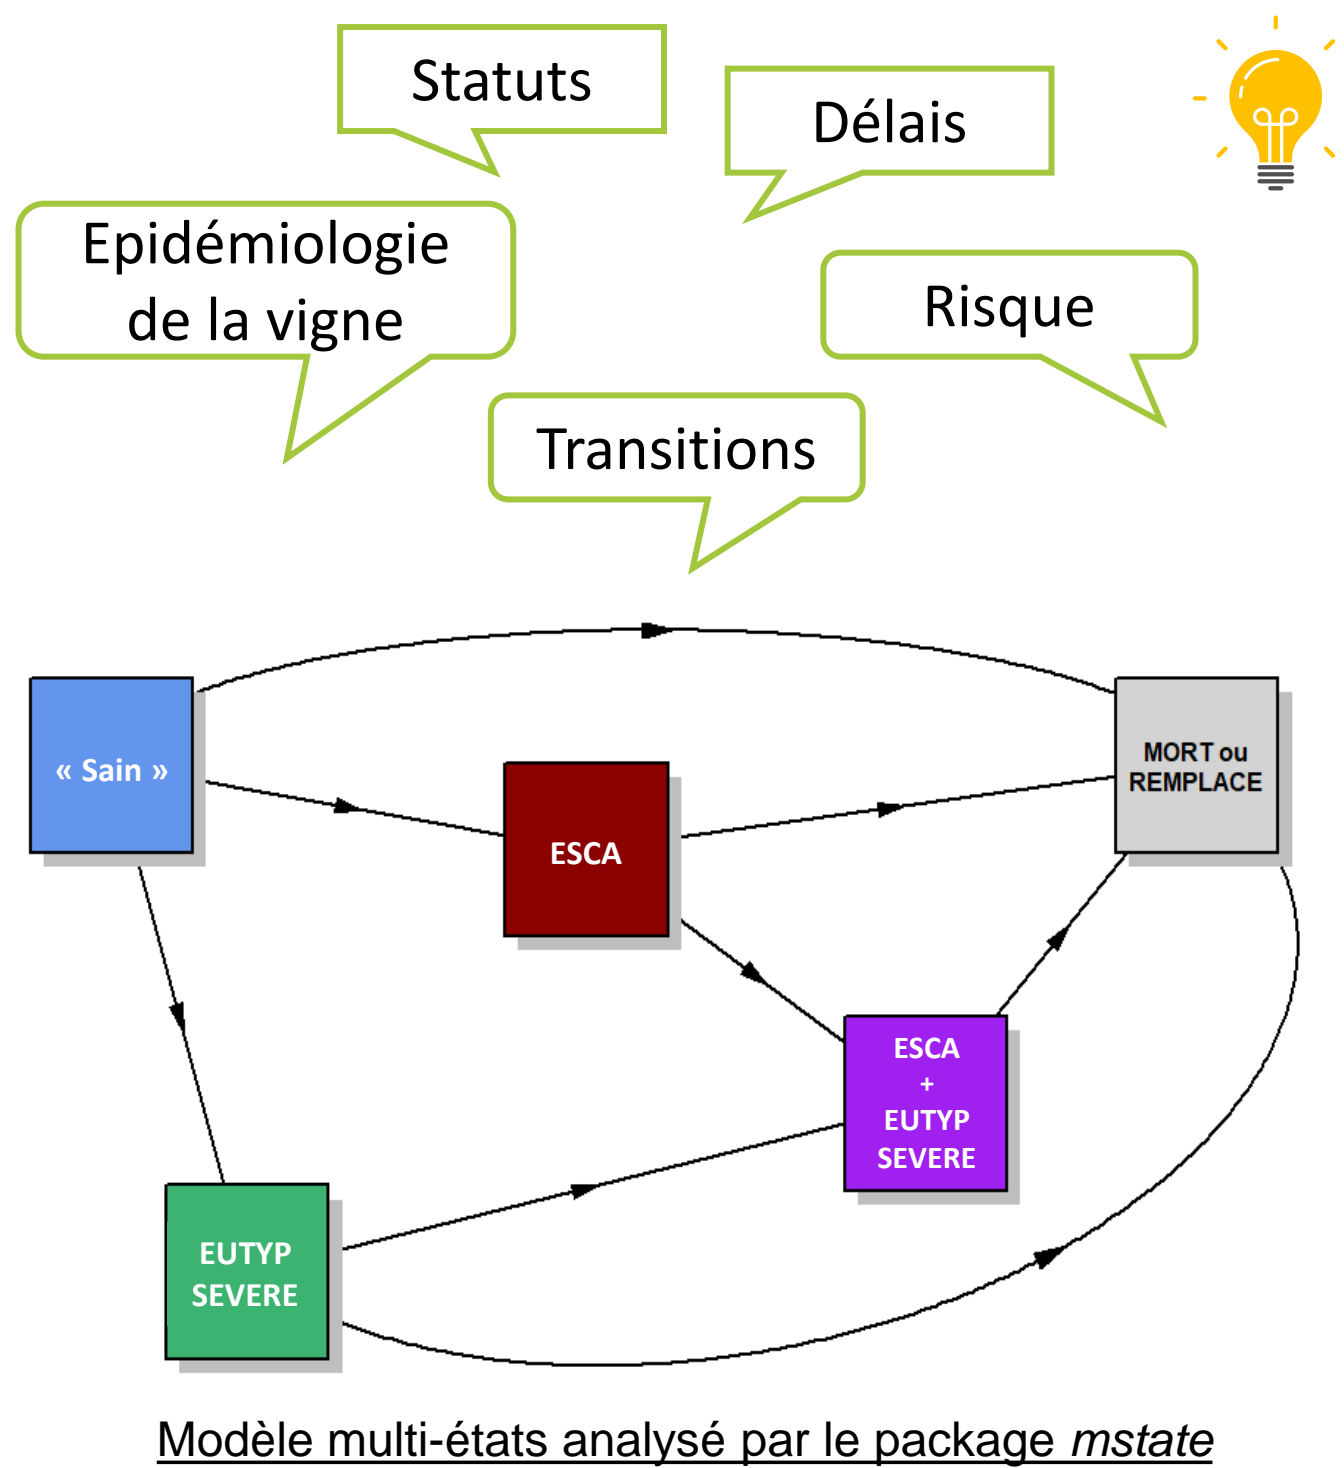 Statuts
Délais
Epidémiologie
de la vigne
Risque
Transitions
« Sain »
MORT ou
REMPLACE
ESCA
ESCA
+
EUTYP
SEVERE
EUTYP
SEVERE
Modèle multi-états analysé par le package mstate